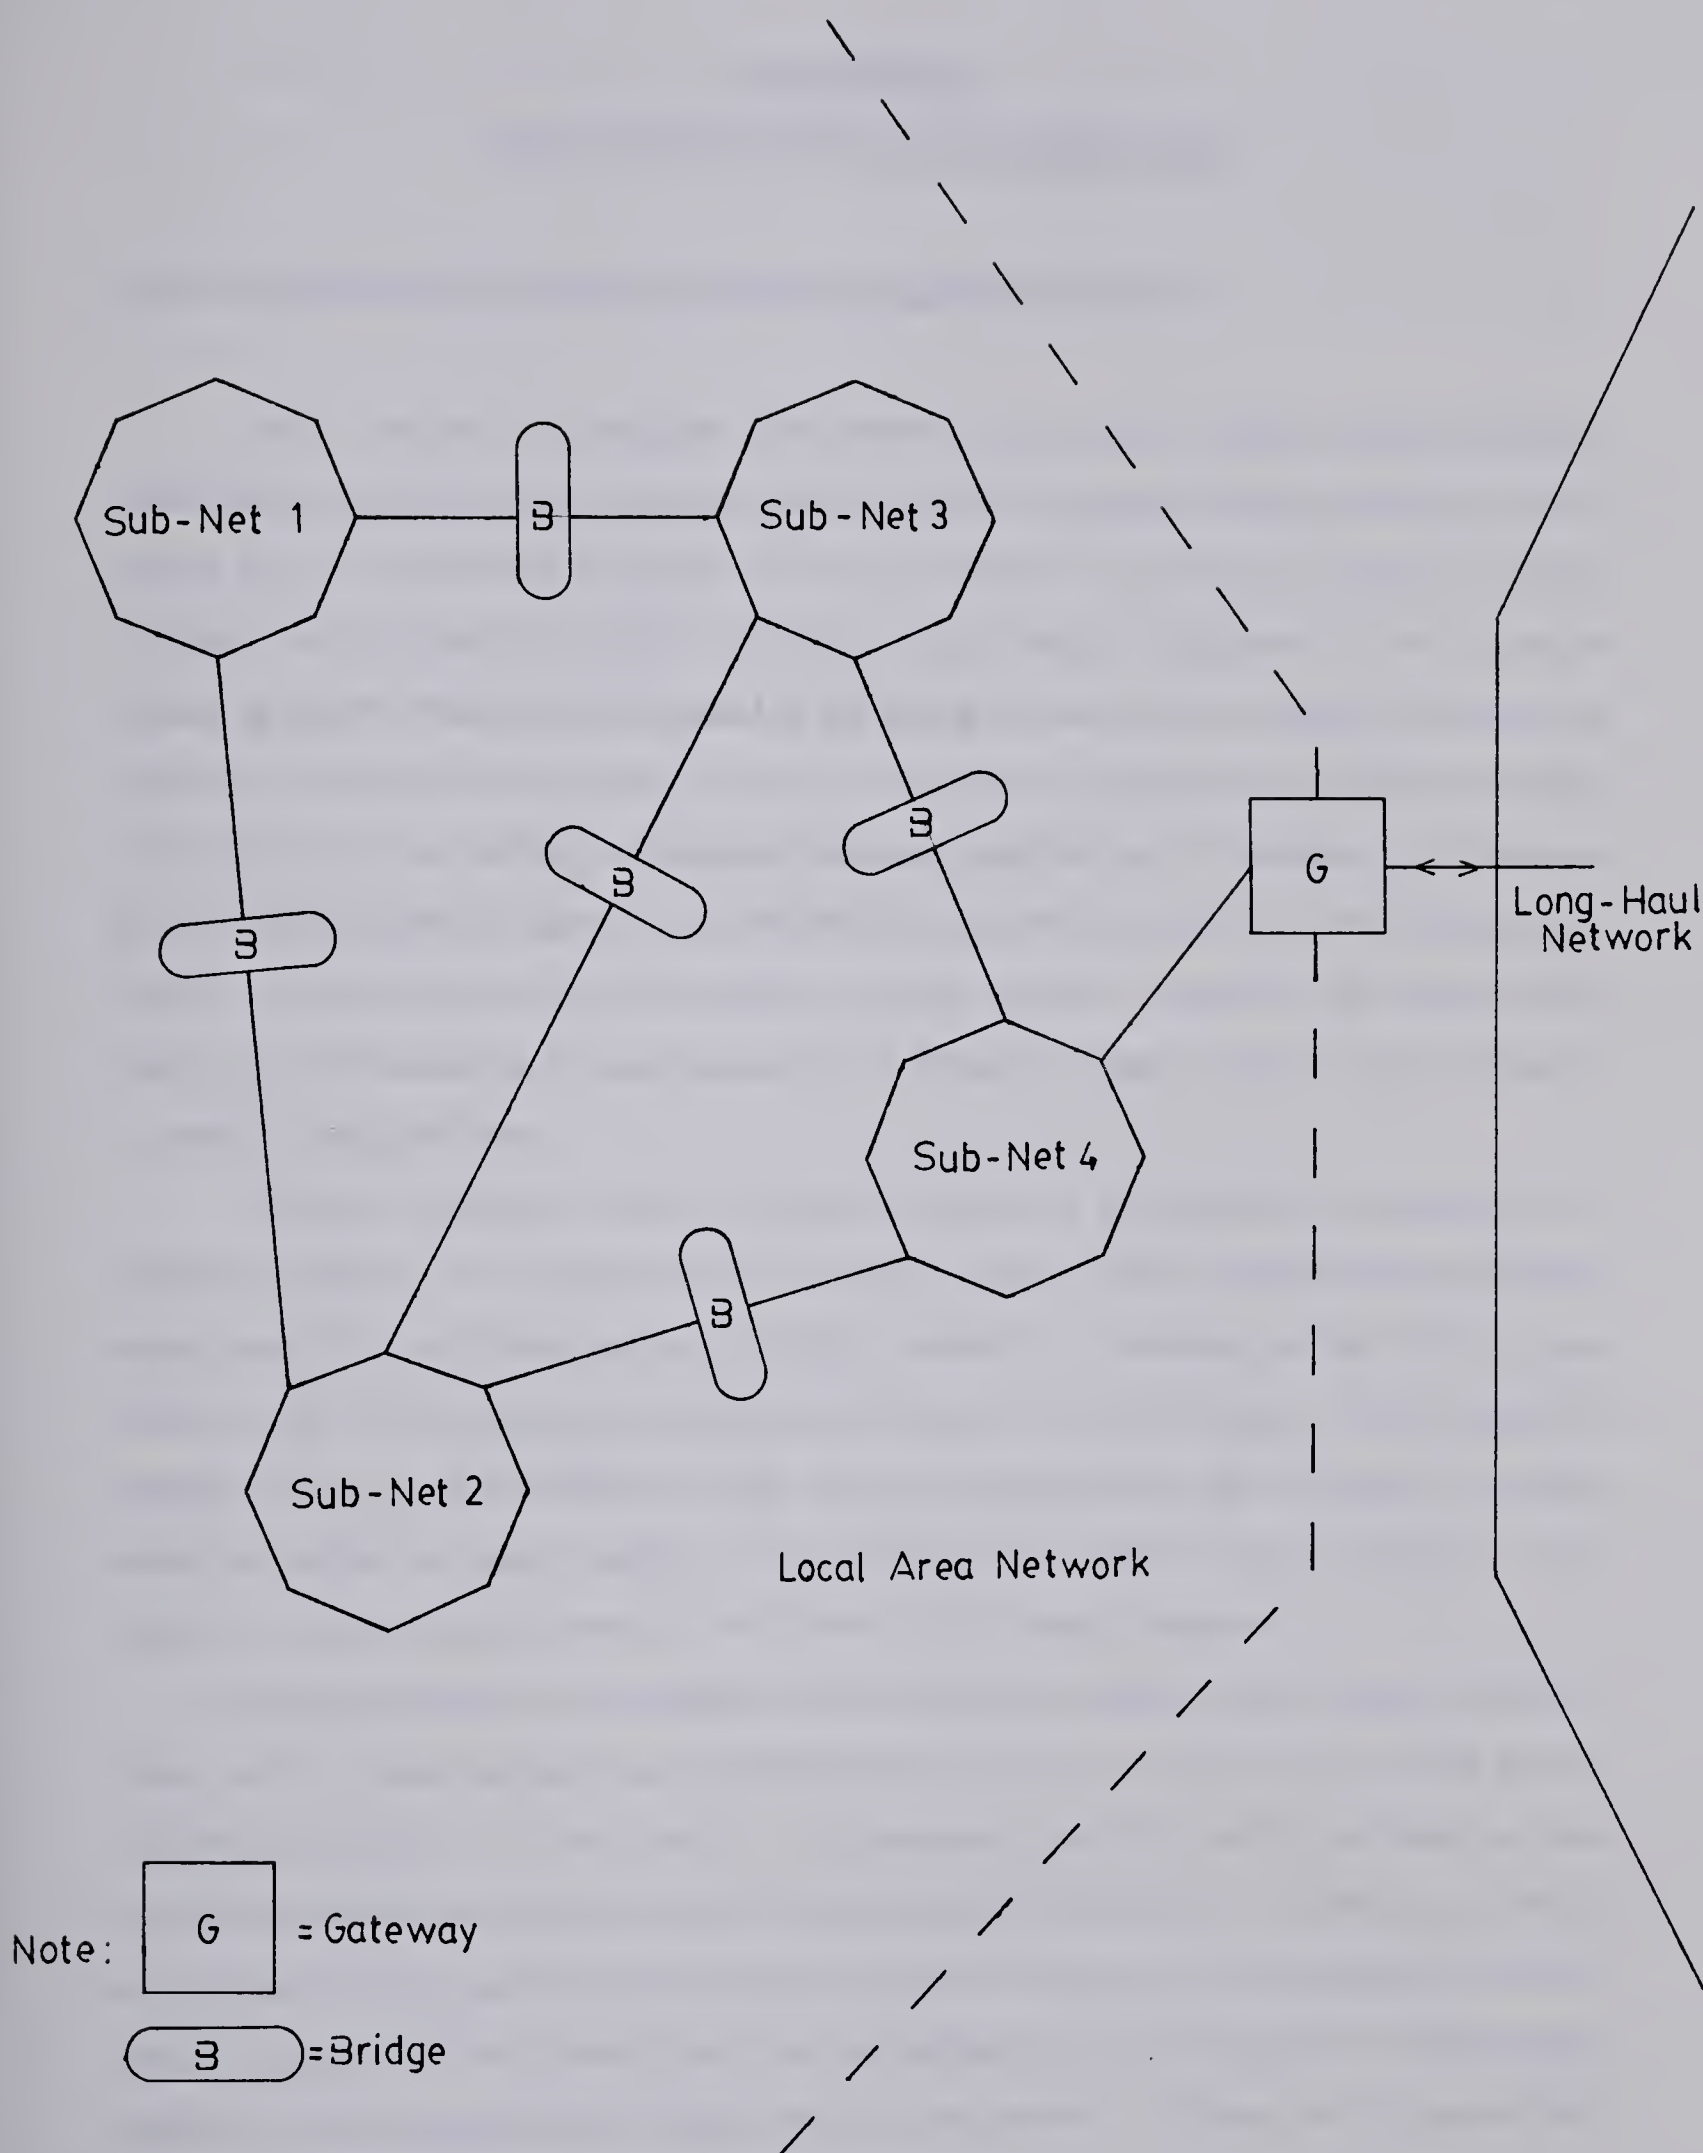 Sub-Net 1
B
Sub-Net 3
B
B
B
G
Long-Haul
Network
Sub-Net 4
B
Sub-Net 2
Local Area Network
Note:
G
= Gateway
B
= Bridge